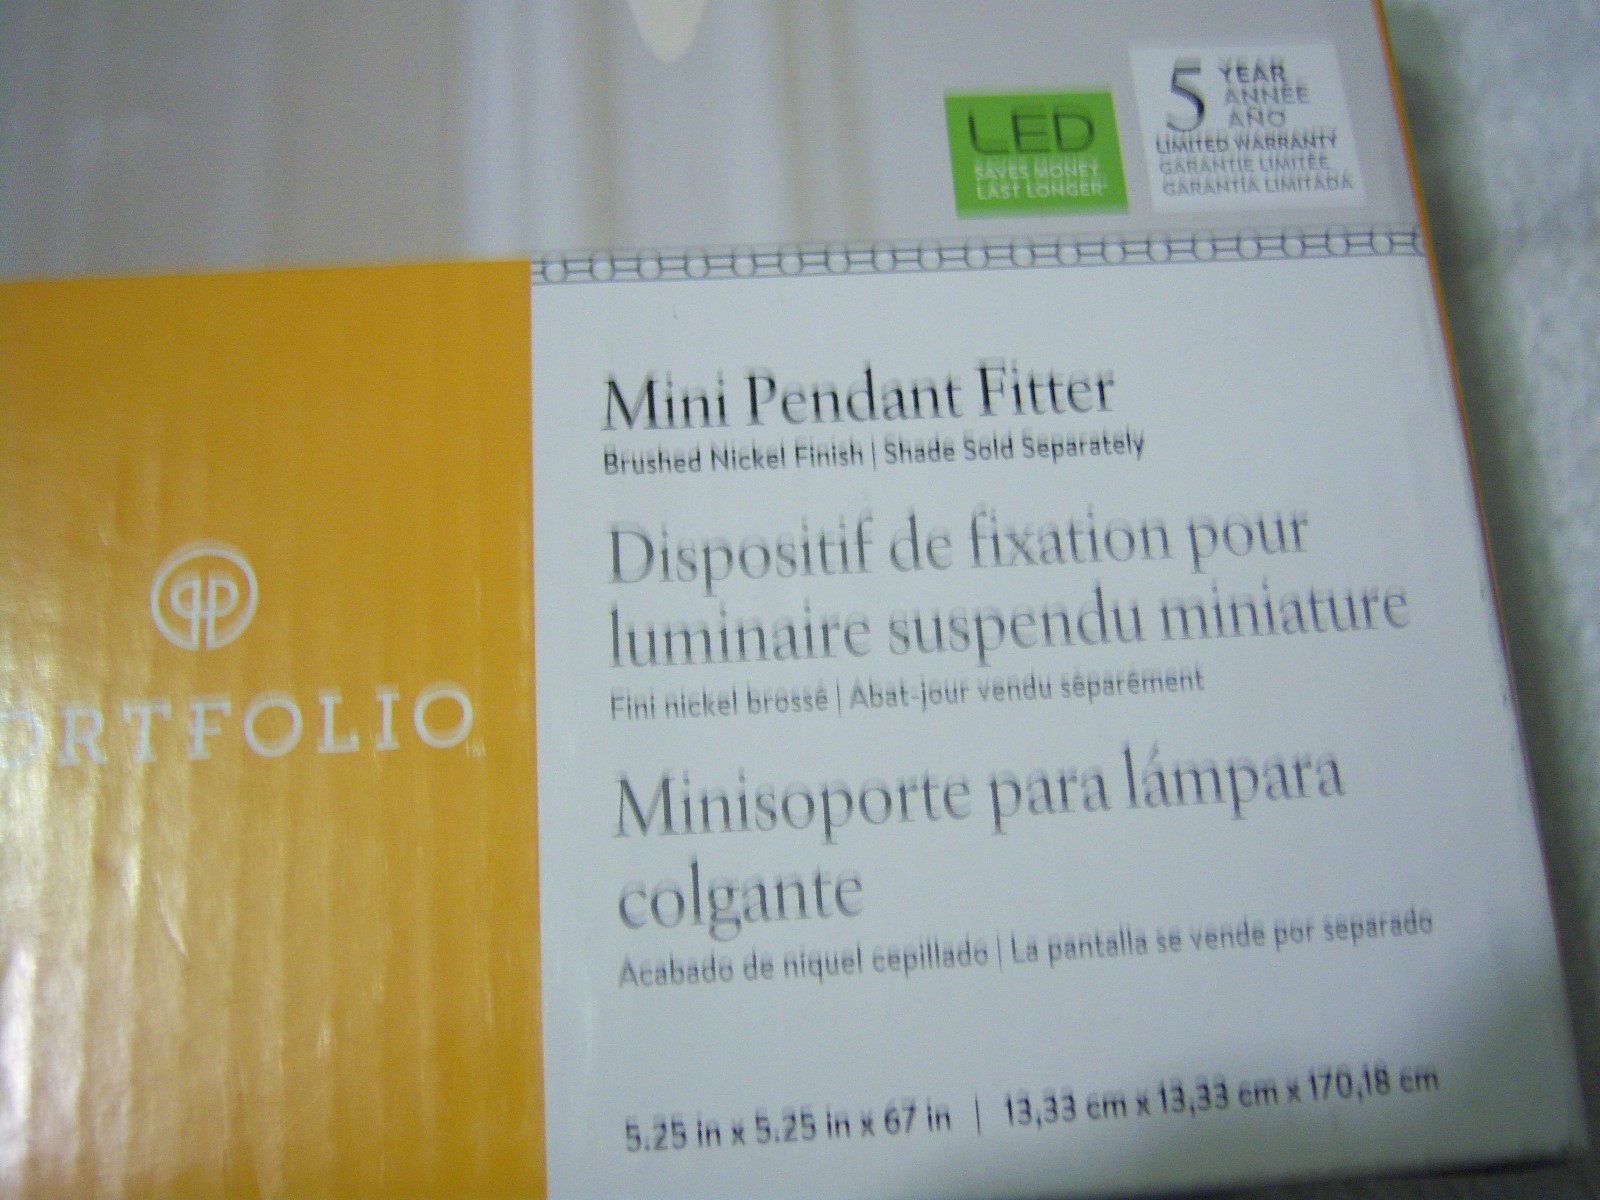 LED
SAVES MONEY,
LAST LONGER*
5 YEAR
ANNÉE
AÑO
LIMITED WARRANTY
GARANTIE LIMITÉE
GARANTÍA LIMITADA
Mini Pendant Fitter
Brushed Nickel Finish | Shade Sold Separately
Dispositif de fixation pour
luminaire suspendu miniature
Fini nickel brossé | Abat-jour vendu séparément
Minisoporte para lámpara
colgante
Acabado de níquel cepillado | La pantalla se vende por separado
5.25 in x 5.25 in x 67 in | 13,33 cm x 13,33 cm x 170,18 cm
ORTFOLIO™